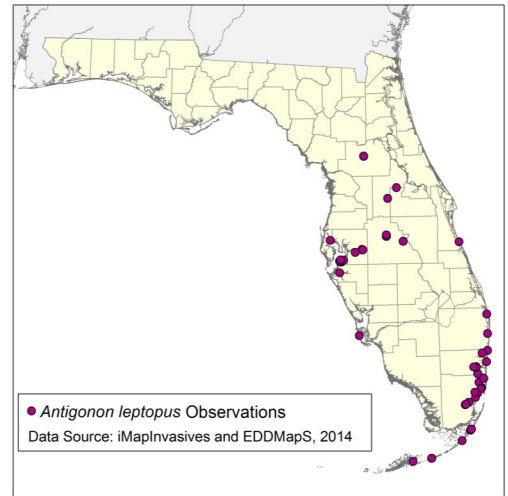 Antigonon leptopus Observations
Data Source: iMapInvasives and EDDMapS, 2014